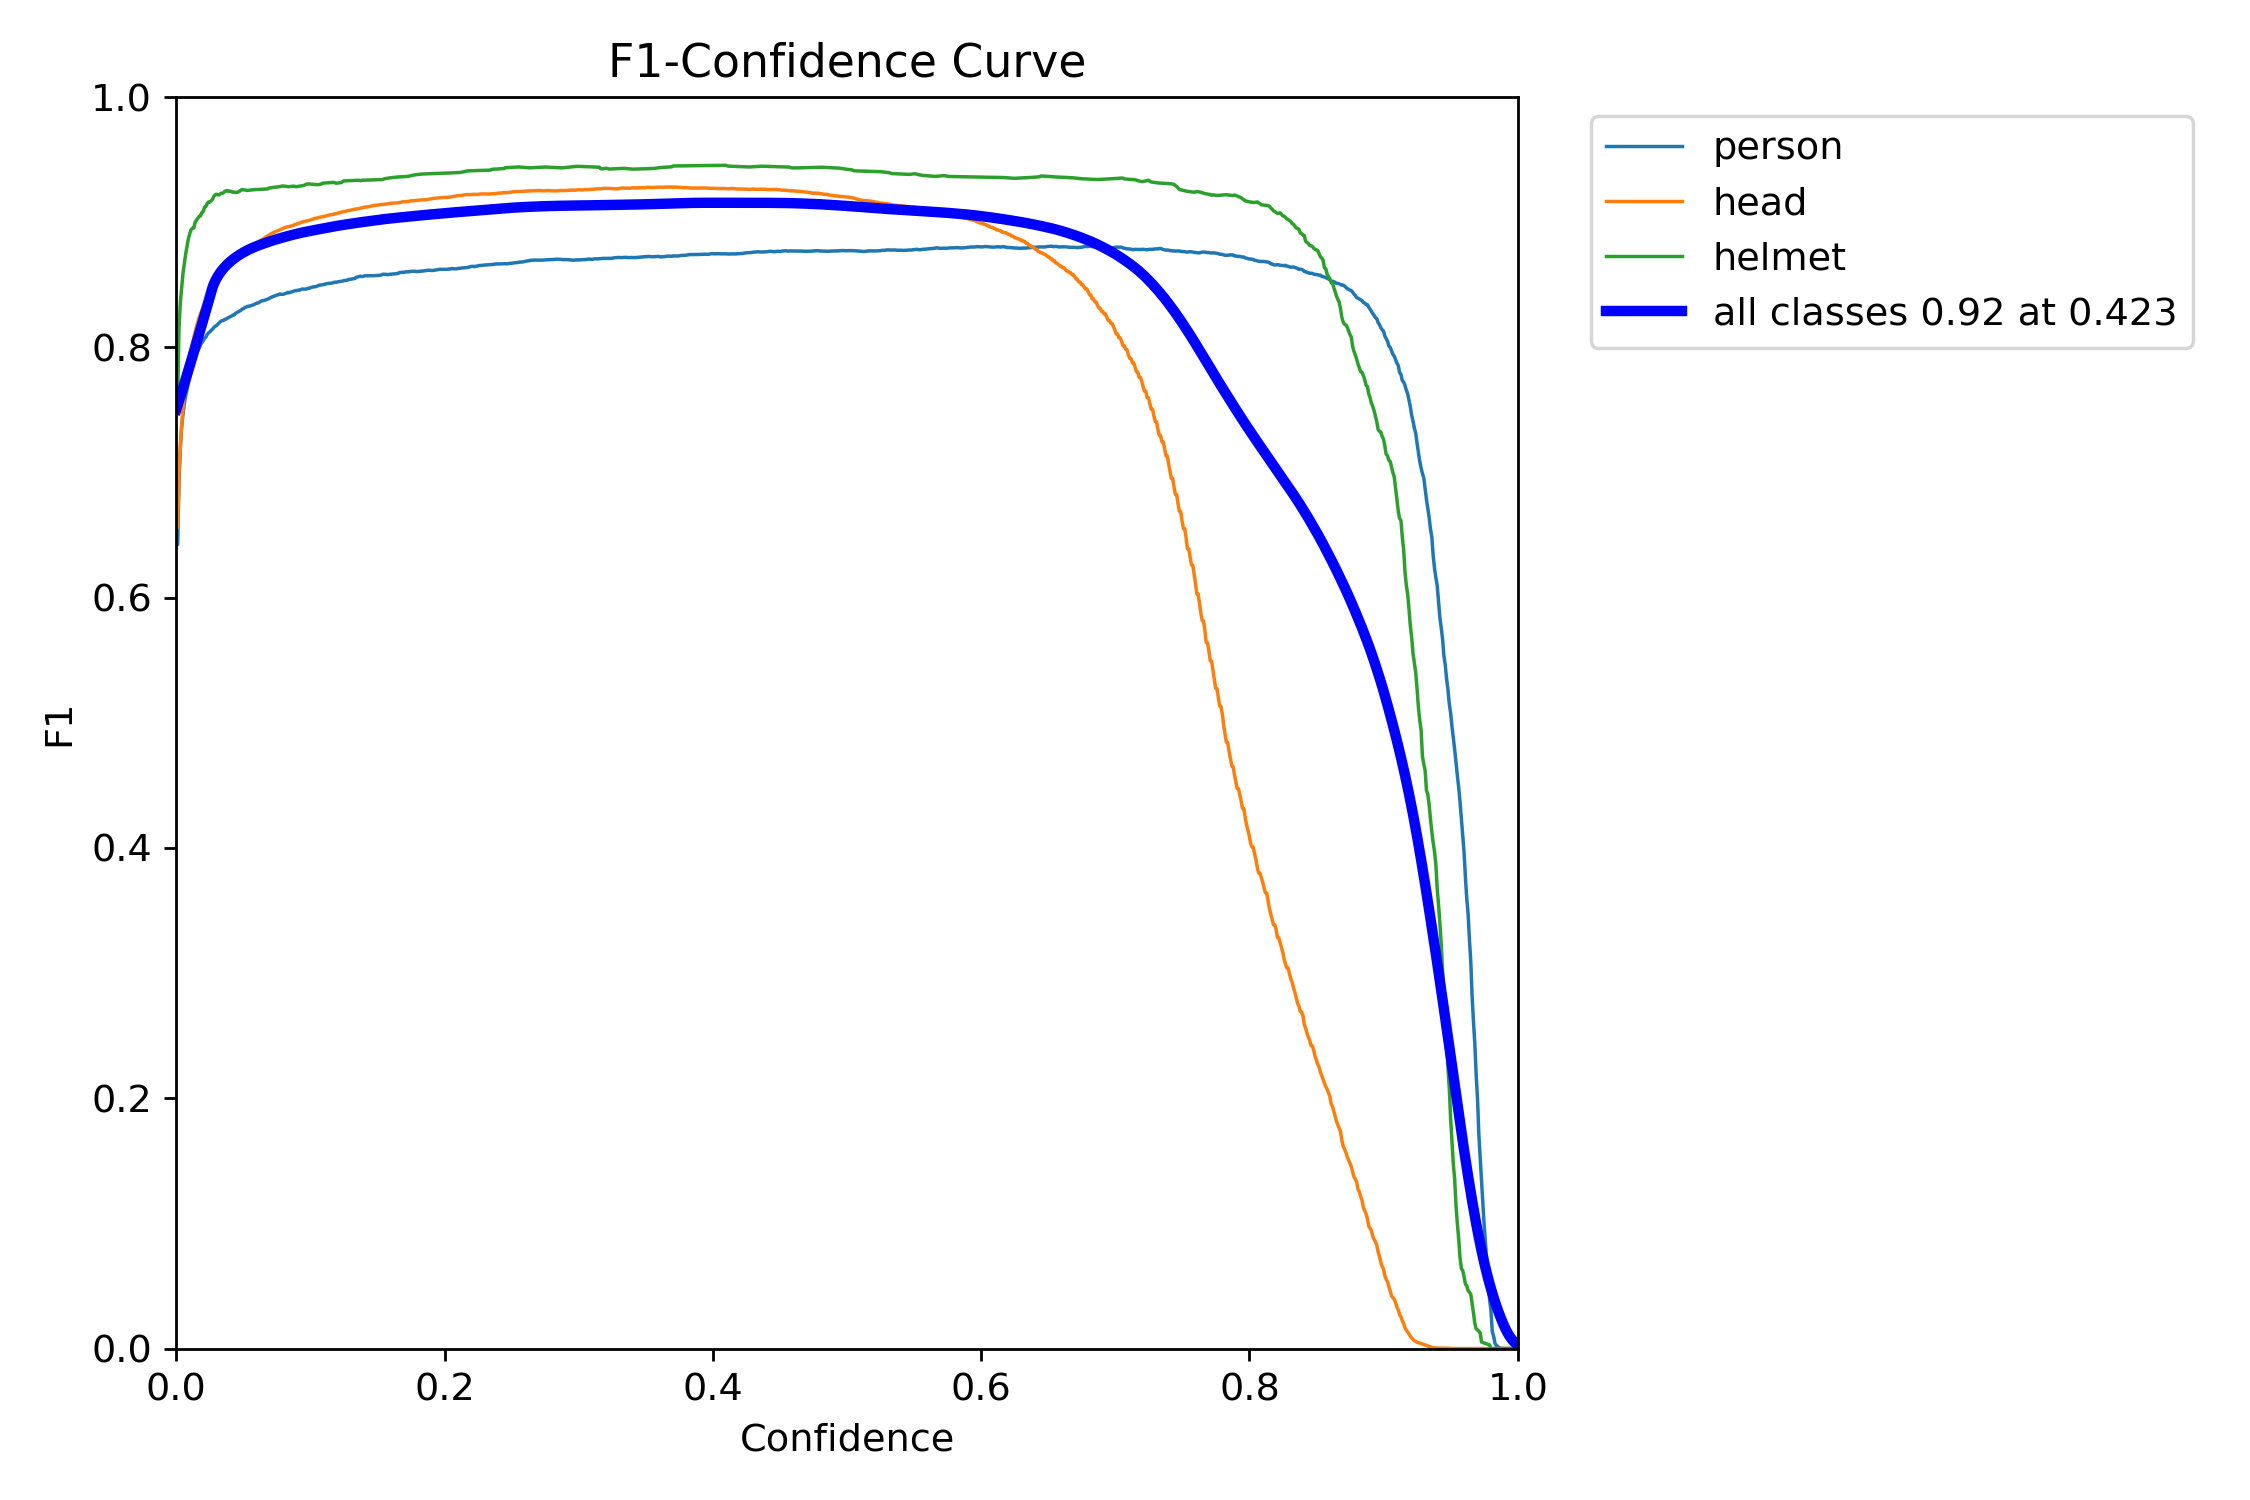 F1-Confidence Curve
1.0
0.8
0.6
0.4
0.2
0.0
F1
0.0 0.2 0.4 0.6 0.8 1.0
Confidence
person
head
helmet
all classes 0.92 at 0.423